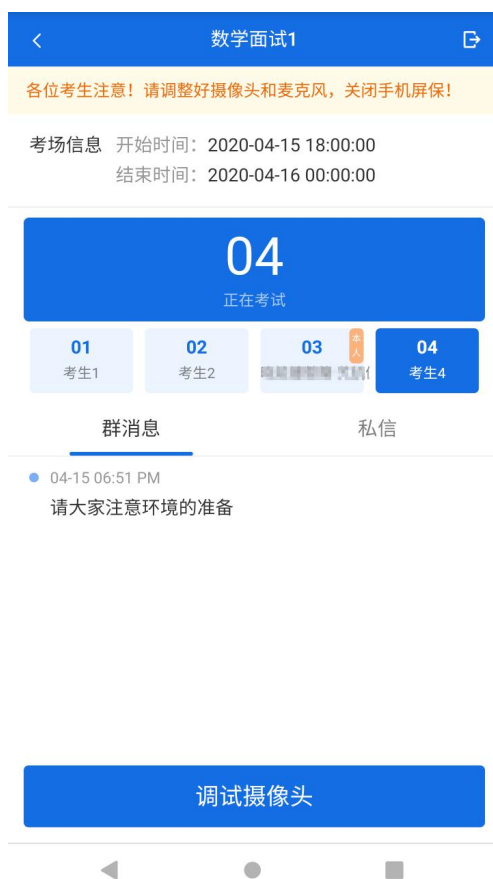 数学面试1
各位考生注意！请调整好摄像头和麦克风，关闭手机屏保！
考场信息 开始时间：2020-04-15 18:00:00
结束时间：2020-04-16 00:00:00
04
正在考试
01 02 03 本人 04
考生1 考生2 考生4
群消息 私信
04-15 06:51 PM
请大家注意环境的准备
调试摄像头